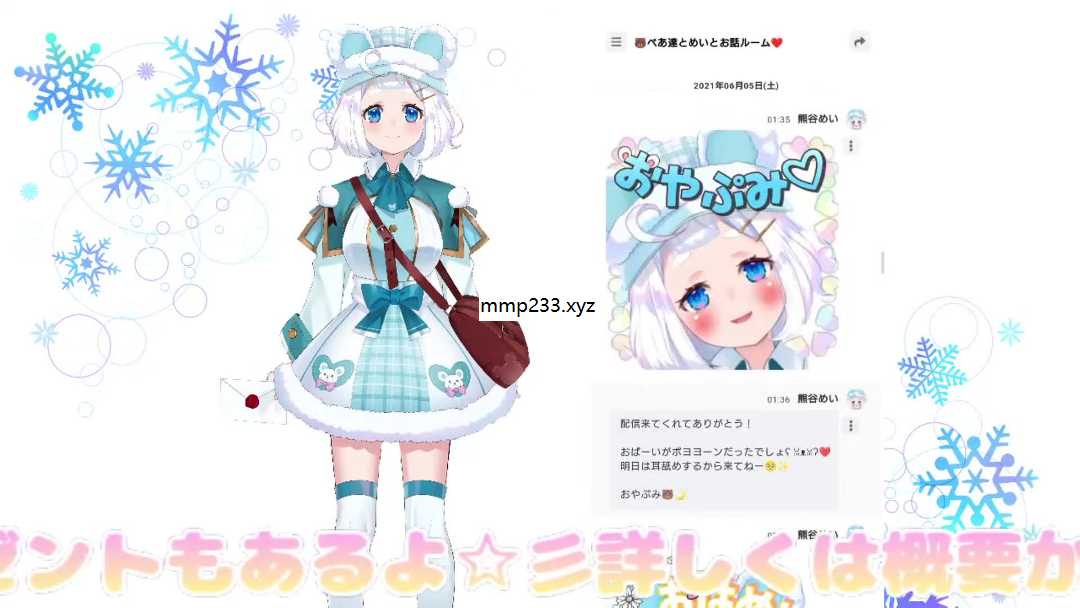 🐻べあ達とめいとお話ルーム❤️
2021年06月05日(土)
01:35 熊谷めい
おやぷみ♡
mmp233.xyz
01:36 熊谷めい
配信来てくれてありがとう！
おぱーいがボヨヨーンだったでしょʕ ꈍᴥꈍʔ❤️
明日は耳舐めするから来てねー🥺✨
おやぷみ🐻🌙
熊谷めい
ゼントもあるよ☆彡詳しくは概要か